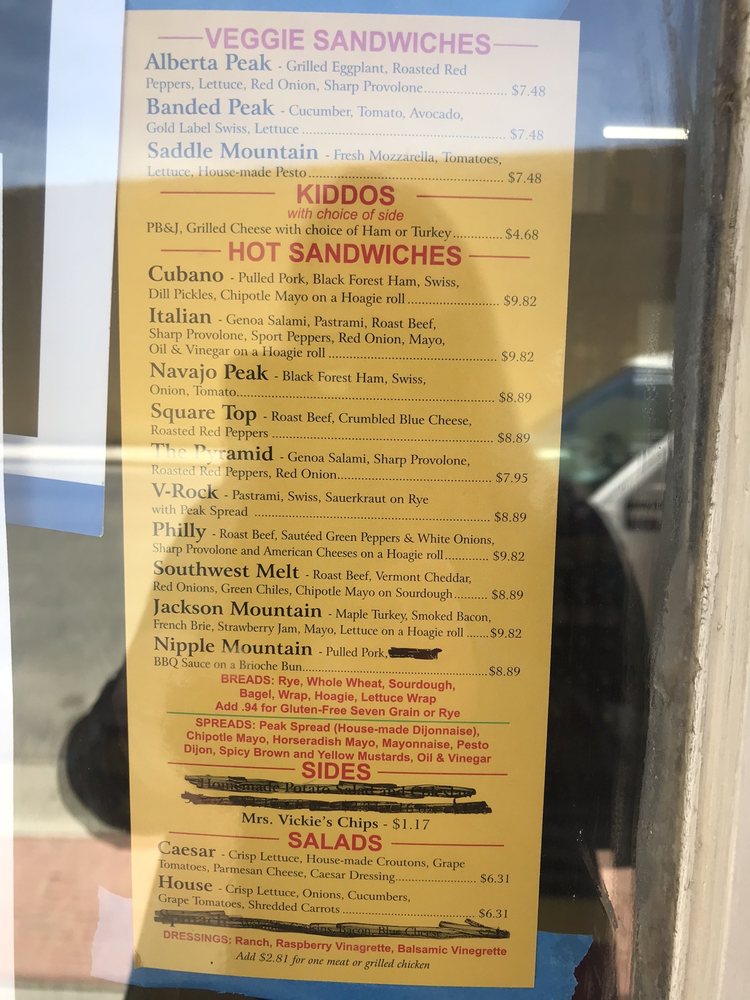 VEGGIE SANDWICHES
Alberta Peak - Grilled Eggplant, Roasted Red
Peppers, Lettuce, Red Onion, Sharp Provolone..................... $7.48
Banded Peak - Cucumber, Tomato, Avocado,
Gold Label Swiss, Lettuce ..................................................... $7.48
Saddle Mountain - Fresh Mozzarella, Tomatoes,
Lettuce, House-made Pesto................................................... $7.48
KIDDOS
with choice of side
PB&J, Grilled Cheese with choice of Ham or Turkey............. $4.68
HOT SANDWICHES
Cubano - Pulled Pork, Black Forest Ham, Swiss,
Dill Pickles, Chipotle Mayo on a Hoagie roll ........................ $9.82
Italian - Genoa Salami, Pastrami, Roast Beef,
Sharp Provolone, Sport Peppers, Red Onion, Mayo,
Oil & Vinegar on a Hoagie roll ............................................ $9.82
Navajo Peak - Black Forest Ham, Swiss,
Onion, Tomato.................................................................... $8.89
Square Top - Roast Beef, Crumbled Blue Cheese,
Roasted Red Peppers ........................................................... $8.89
The Pyramid - Genoa Salami, Sharp Provolone,
Roasted Red Peppers, Red Onion......................................... $7.95
V-Rock - Pastrami, Swiss, Sauerkraut on Rye
with Peak Spread ............................................................... $8.89
Philly - Roast Beef, Sautéed Green Peppers & White Onions,
Sharp Provolone and American Cheeses on a Hoagie roll............ $9.82
Southwest Melt - Roast Beef, Vermont Cheddar,
Red Onions, Green Chiles, Chipotle Mayo on Sourdough......... $8.89
Jackson Mountain - Maple Turkey, Smoked Bacon,
French Brie, Strawberry Jam, Mayo, Lettuce on a Hoagie roll ......$9.82
Nipple Mountain - Pulled Pork,
BBQ Sauce on a Brioche Bun..................................................$8.89
BREADS: Rye, Whole Wheat, Sourdough,
Bagel, Wrap, Hoagie, Lettuce Wrap
Add .94 for Gluten-Free Seven Grain or Rye
SPREADS: Peak Spread (House-made Dijonnaise),
Chipotle Mayo, Horseradish Mayo, Mayonnaise, Pesto
Dijon, Spicy Brown and Yellow Mustards, Oil & Vinegar
SIDES
Homemade Potato Salad and Coleslaw
Mrs. Vickie's Chips - $1.17
SALADS
Caesar - Crisp Lettuce, House-made Croutons, Grape
Tomatoes, Parmesan Cheese, Caesar Dressing......................... $6.31
House - Crisp Lettuce, Onions, Cucumbers,
Grape Tomatoes, Shredded Carrots ....................................... $6.31
Bacon, Blue Cheese
DRESSINGS: Ranch, Raspberry Vinagrette, Balsamic Vinegrette
Add $2.81 for one meat or grilled chicken